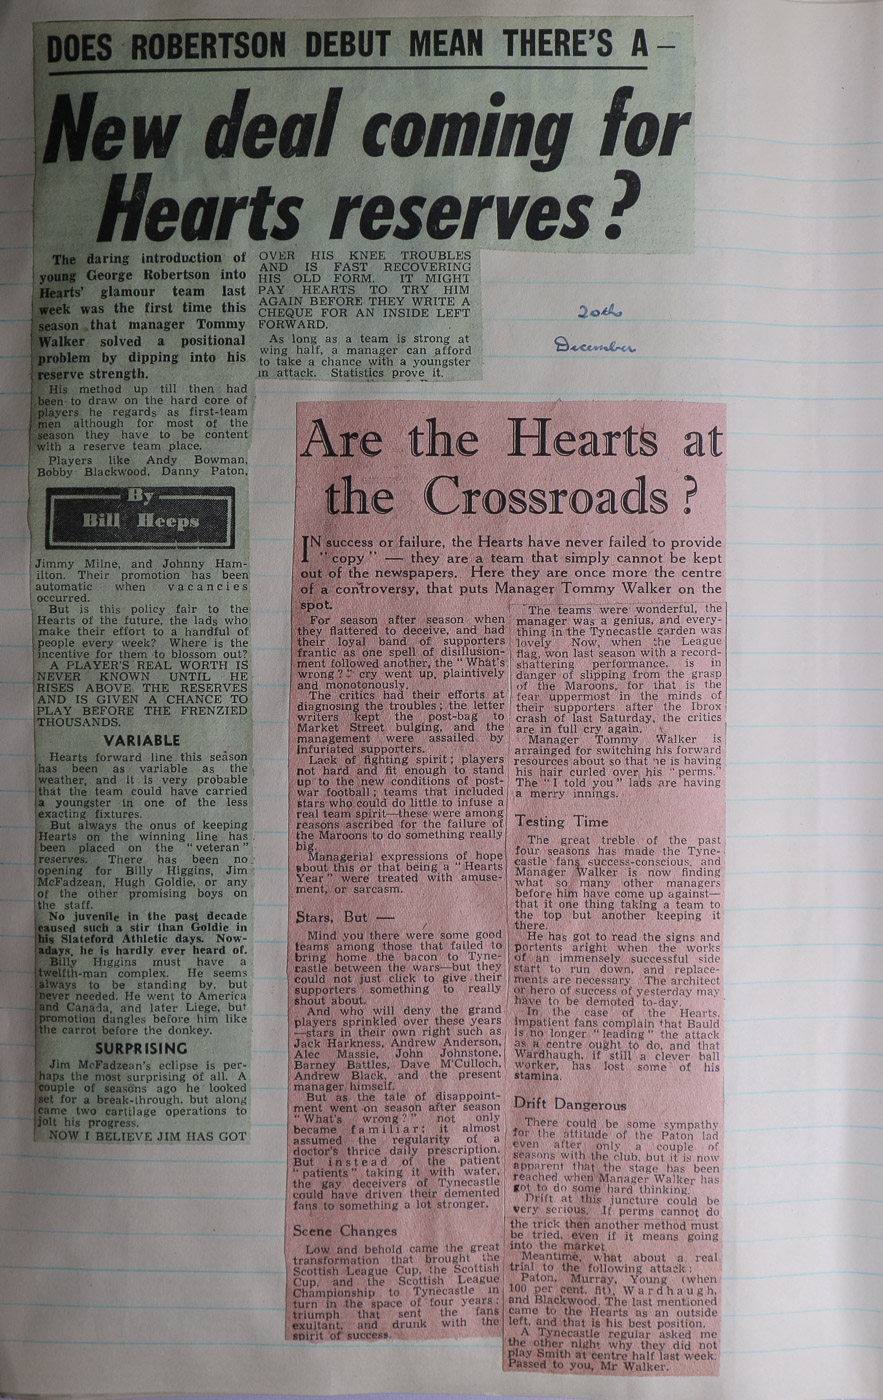 DOES ROBERTSON DEBUT MEAN THERE'S A —
New deal coming for
Hearts reserves?
The daring introduction of
young George Robertson into
Hearts' glamour team last
week was the first time this
season that manager Tommy
Walker solved a positional
problem by dipping into his
reserve strength.
His method up till then had
been to draw on the hard core of
players he regards as first-team
men although for most of the
season they have to be content
with a reserve team place.
Players like Andy Bowman,
Bobby Blackwood, Danny Paton,
By
Bill Heeps
Jimmy Milne, and Johnny Ham-
ilton. Their promotion has been
automatic when vacancies
occurred.
But is this policy fair to the
Hearts of the future, the lads who
make their effort to a handful of
people every week? Where is the
incentive for them to blossom out?
A PLAYER'S REAL WORTH IS
NEVER KNOWN UNTIL HE
RISES ABOVE THE RESERVES
AND IS GIVEN A CHANCE TO
PLAY BEFORE THE FRENZIED
THOUSANDS.
VARIABLE
Hearts forward line this season
has been as variable as the
weather, and it is very probable
that the team could have carried
a youngster in one of the less
exacting fixtures.
But always the onus of keeping
Hearts on the winning line has
been placed on the "veteran"
reserves. There has been no
opening for Billy Higgins, Jim
McFadzean, Hugh Goldie, or any
of the other promising boys on
the staff.
No juvenile in the past decade
caused such a stir than Goldie in
his Slateford Athletic days. Now-
adays, he is hardly ever heard of.
Billy Higgins must have a
twelfth-man complex. He seems
always to be standing by, but
never needed. He went to America
and Canada, and later Liege, but
promotion dangles before him like
the carrot before the donkey.
SURPRISING
Jim McFadzean's eclipse is per-
haps the most surprising of all. A
couple of seasons ago he looked
set for a break-through, but along
came two cartilage operations to
jolt his progress.
NOW I BELIEVE JIM HAS GOT
OVER HIS KNEE TROUBLES
AND IS FAST RECOVERING
HIS OLD FORM. IT MIGHT
PAY HEARTS TO TRY HIM
AGAIN BEFORE THEY WRITE A
CHEQUE FOR AN INSIDE LEFT
FORWARD.
As long as a team is strong at
wing half, a manager can afford
to take a chance with a youngster
in attack. Statistics prove it.
20th
December
Are the Hearts at
the Crossroads?
IN success or failure, the Hearts have never failed to provide
"copy" — they are a team that simply cannot be kept
out of the newspapers. Here they are once more the centre
of a controversy, that puts Manager Tommy Walker on the
spot.
For season after season when
they flattered to deceive, and had
their loyal band of supporters
frantic as one spell of disillusion-
ment followed another, the "What's
wrong?" cry went up, plaintively
and monotonously.
The critics had their efforts at
diagnosing the troubles; the letter
writers kept the post-bag to
Market Street bulging, and the
management were assailed by
infuriated supporters.
Lack of fighting spirit; players
not hard and fit enough to stand
up to the new conditions of post-
war football; teams that included
stars who could do little to infuse a
real team spirit—these were among
reasons ascribed for the failure of
the Maroons to do something really
big.
Managerial expressions of hope
about this or that being a "Hearts
Year" were treated with amuse-
ment, or sarcasm.
Stars, But —
Mind you there were some good
teams among those that failed to
bring home the bacon to Tyne-
castle between the wars—but they
could not just click to give their
supporters something to really
shout about.
And who will deny the grand
players sprinkled over these years
—stars in their own right such as
Jack Harkness, Andrew Anderson,
Alec Massie, John Johnstone,
Barney Battles, Dave M'Culloch,
Andrew Black, and the present
manager himself.
But as the tale of disappoint-
ment went on season after season
"What's wrong?" not only
became familiar; it almost
assumed the regularity of a
doctor's thrice daily prescription.
But instead of the patient
"patients" taking it with water,
the gay deceivers of Tynecastle
could have driven their demented
fans to something a lot stronger.
Scene Changes
Low and behold came the great
transformation that brought the
Scottish League Cup, the Scottish
Cup, and the Scottish League
Championship to Tynecastle in
turn in the space of four years;
triumph that sent the fans
exultant, and drunk with the
spirit of success.
The teams were wonderful, the
manager was a genius, and every-
thing in the Tynecastle garden was
lovely Now, when the League
flag, won last season with a record-
shattering performance, is in
danger of slipping from the grasp
of the Maroons, for that is the
fear uppermost in the minds of
their supporters after the Ibrox
crash of last Saturday, the critics
are in full cry again.
Manager Tommy Walker is
arrainged for switching his forward
resources about so that he is having
his hair curled over his "perms."
The "I told you" lads are having
a merry innings.
Testing Time
The great treble of the past
four seasons has made the Tyne-
castle fans success-conscious, and
Manager Walker is now finding
what so many other managers
before him have come up against—
that it one thing taking a team to
the top but another keeping it
there.
He has got to read the signs and
portents aright when the works
of an immensely successful side
start to run down, and replace-
ments are necessary The architect
or hero of success of yesterday may
have to be demoted to-day.
In the case of the Hearts,
impatient fans complain that Bauld
is no longer "leading" the attack
as a centre ought to do, and that
Wardhaugh, if still a clever ball
worker, has lost some of his
stamina.
Drift Dangerous
There could be some sympathy
for the attitude of the Paton lad
even after only a couple of
seasons with the club, but it is now
apparent that the stage has been
reached when Manager Walker has
got to do some hard thinking.
Drift at this juncture could be
very serious. If perms cannot do
the trick then another method must
be tried, even if it means going
into the market
Meantime, what about a real
trial to the following attack:
Paton, Murray, Young (when
100 per cent. fit), Wardhaugh,
and Blackwood. The last mentioned
came to the Hearts as an outside
left, and that is his best position.
A Tynecastle regular asked me
the other night why they did not
play Smith at centre half last week.
Passed to you, Mr Walker.